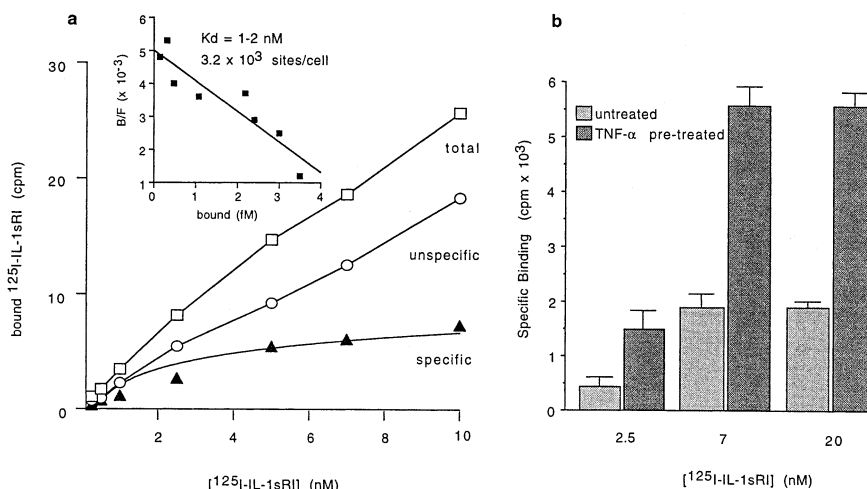 a
6
5
4
3
2
1
B/F (x 10-3)
0
1
2
3
4
bound (fM)
Kd = 1-2 nM
3.2 x 103 sites/cell
30
20
10
0
bound 125I-IL-1sRI (cpm)
total
unspecific
specific
2
4
6
8
10
[125I-IL-1sRI] (nM)
b
6
5
4
3
2
1
0
Specific Binding (cpm x 103)
untreated
TNF-α pre-treated
2.5
7
20
[125I-IL-1sRI] (nM)